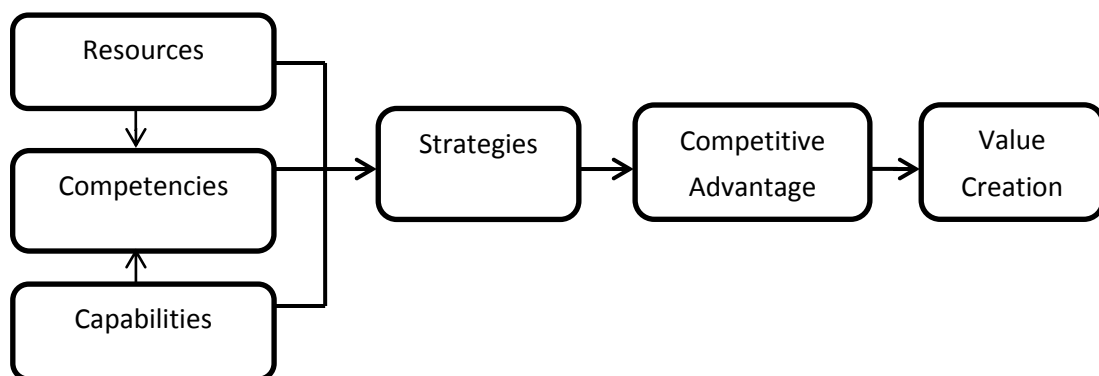 Resources
Competencies
Capabilities
Strategies
Competitive
Advantage
Value
Creation